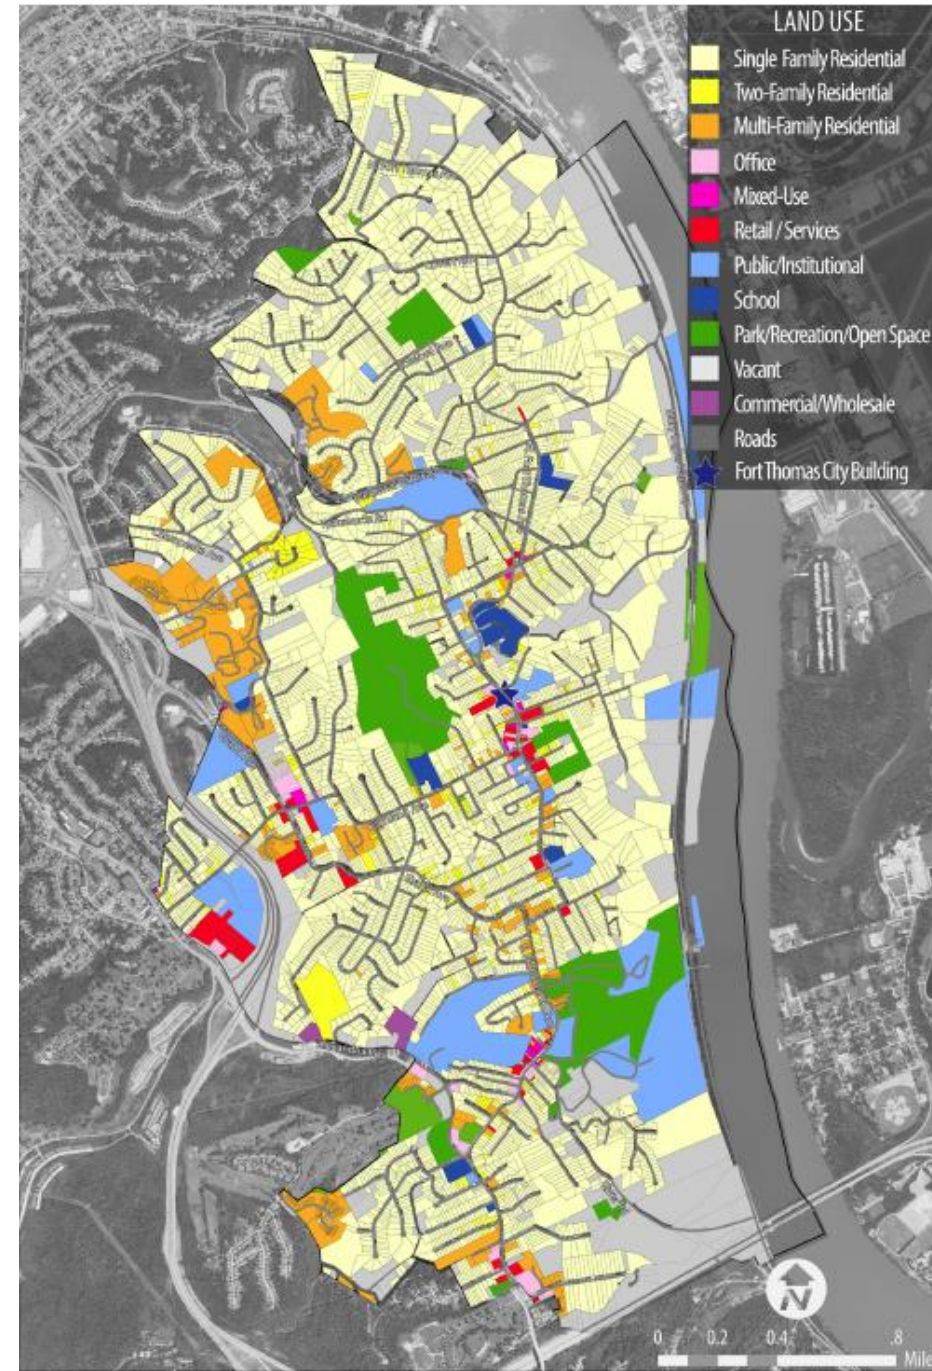 LAND USE
Single Family Residential
Two-Family Residential
Multi-Family Residential
Office
Mixed-Use
Retail / Services
Public/Institutional
School
Park/Recreation/Open Space
Vacant
Commercial/Wholesale
Roads
Fort Thomas City Building
N
0 0.2 0.4 .8